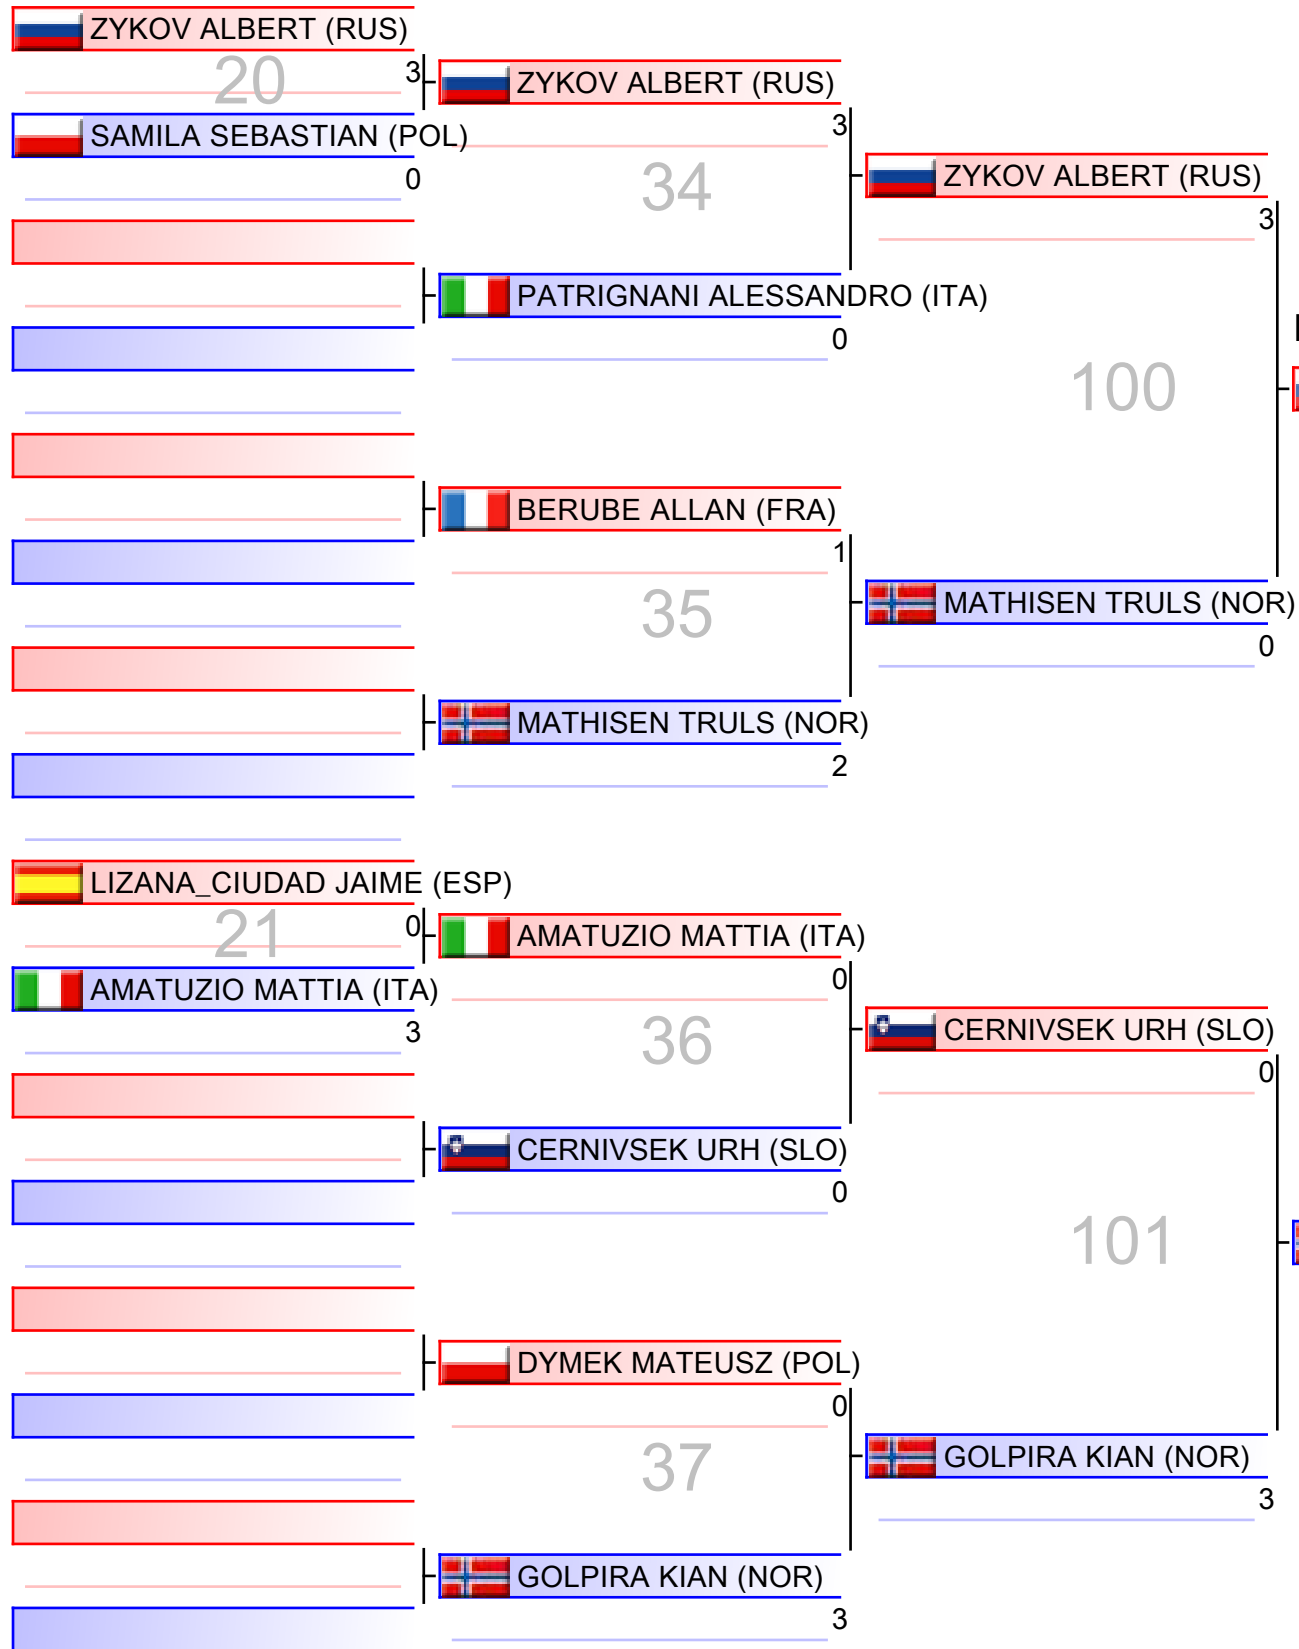 ZYKOV ALBERT (RUS)
20
3
SAMILA SEBASTIAN (POL)
0
LIZANA_CIUDAD JAIME (ESP)
21
0
AMATUZIO MATTIA (ITA)
3
ZYKOV ALBERT (RUS)
3
34
PATRIGNANI ALESSANDRO (ITA)
0
BERUBE ALLAN (FRA)
1
35
MATHISEN TRULS (NOR)
2
AMATUZIO MATTIA (ITA)
0
36
CERNIVSEK URH (SLO)
0
DYMEK MATEUSZ (POL)
0
37
GOLPIRA KIAN (NOR)
3
ZYKOV ALBERT (RUS)
3
100
MATHISEN TRULS (NOR)
0
CERNIVSEK URH (SLO)
0
101
GOLPIRA KIAN (NOR)
3